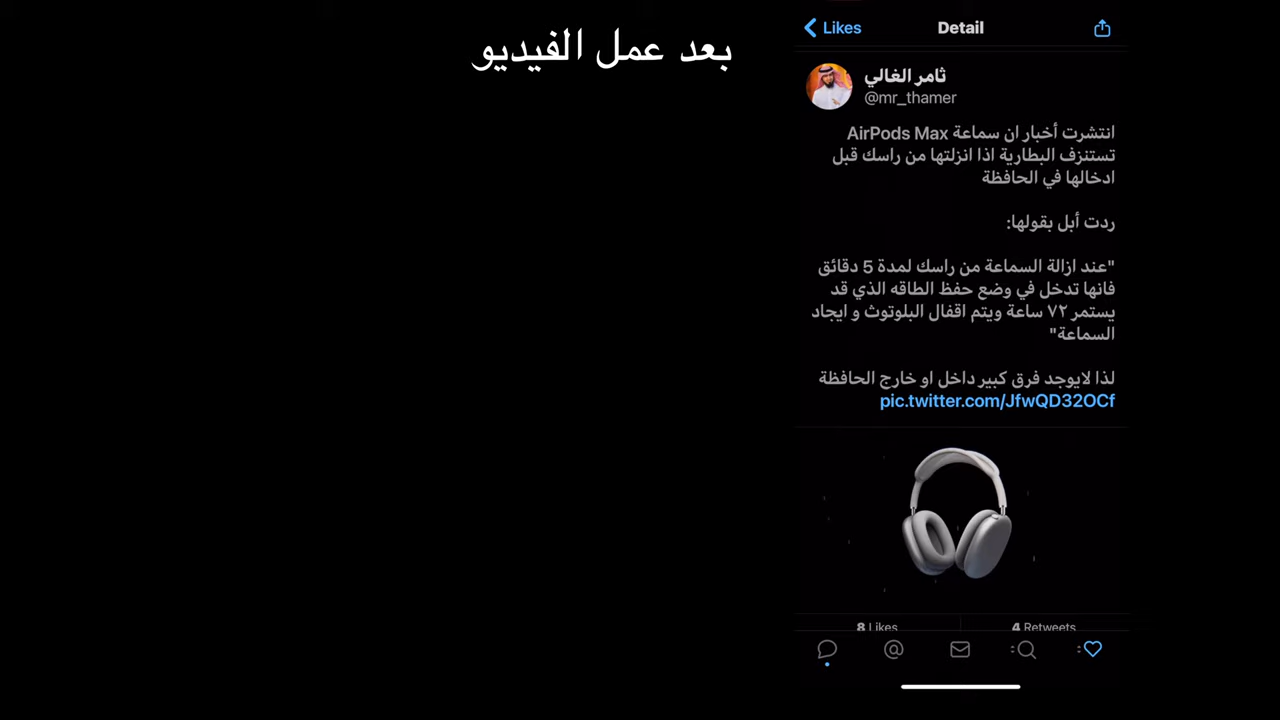 بعد عمل الفيديو
Likes
Detail
ثامر الغالي
@mr_thamer
انتشرت أخبار ان سماعة AirPods Max
تستنزف البطارية اذا انزلتها من راسك قبل
ادخالها في الحافظة
ردت أبل بقولها:
"عند ازالة السماعة من راسك لمدة 5 دقائق
فانها تدخل في وضع حفظ الطاقه الذي قد
يستمر ٧٢ ساعة ويتم اقفال البلوتوث و ايجاد
السماعة"
لذا لايوجد فرق كبير داخل او خارج الحافظة
pic.twitter.com/JfwQD32OCf
8 Likes
4 Retweets